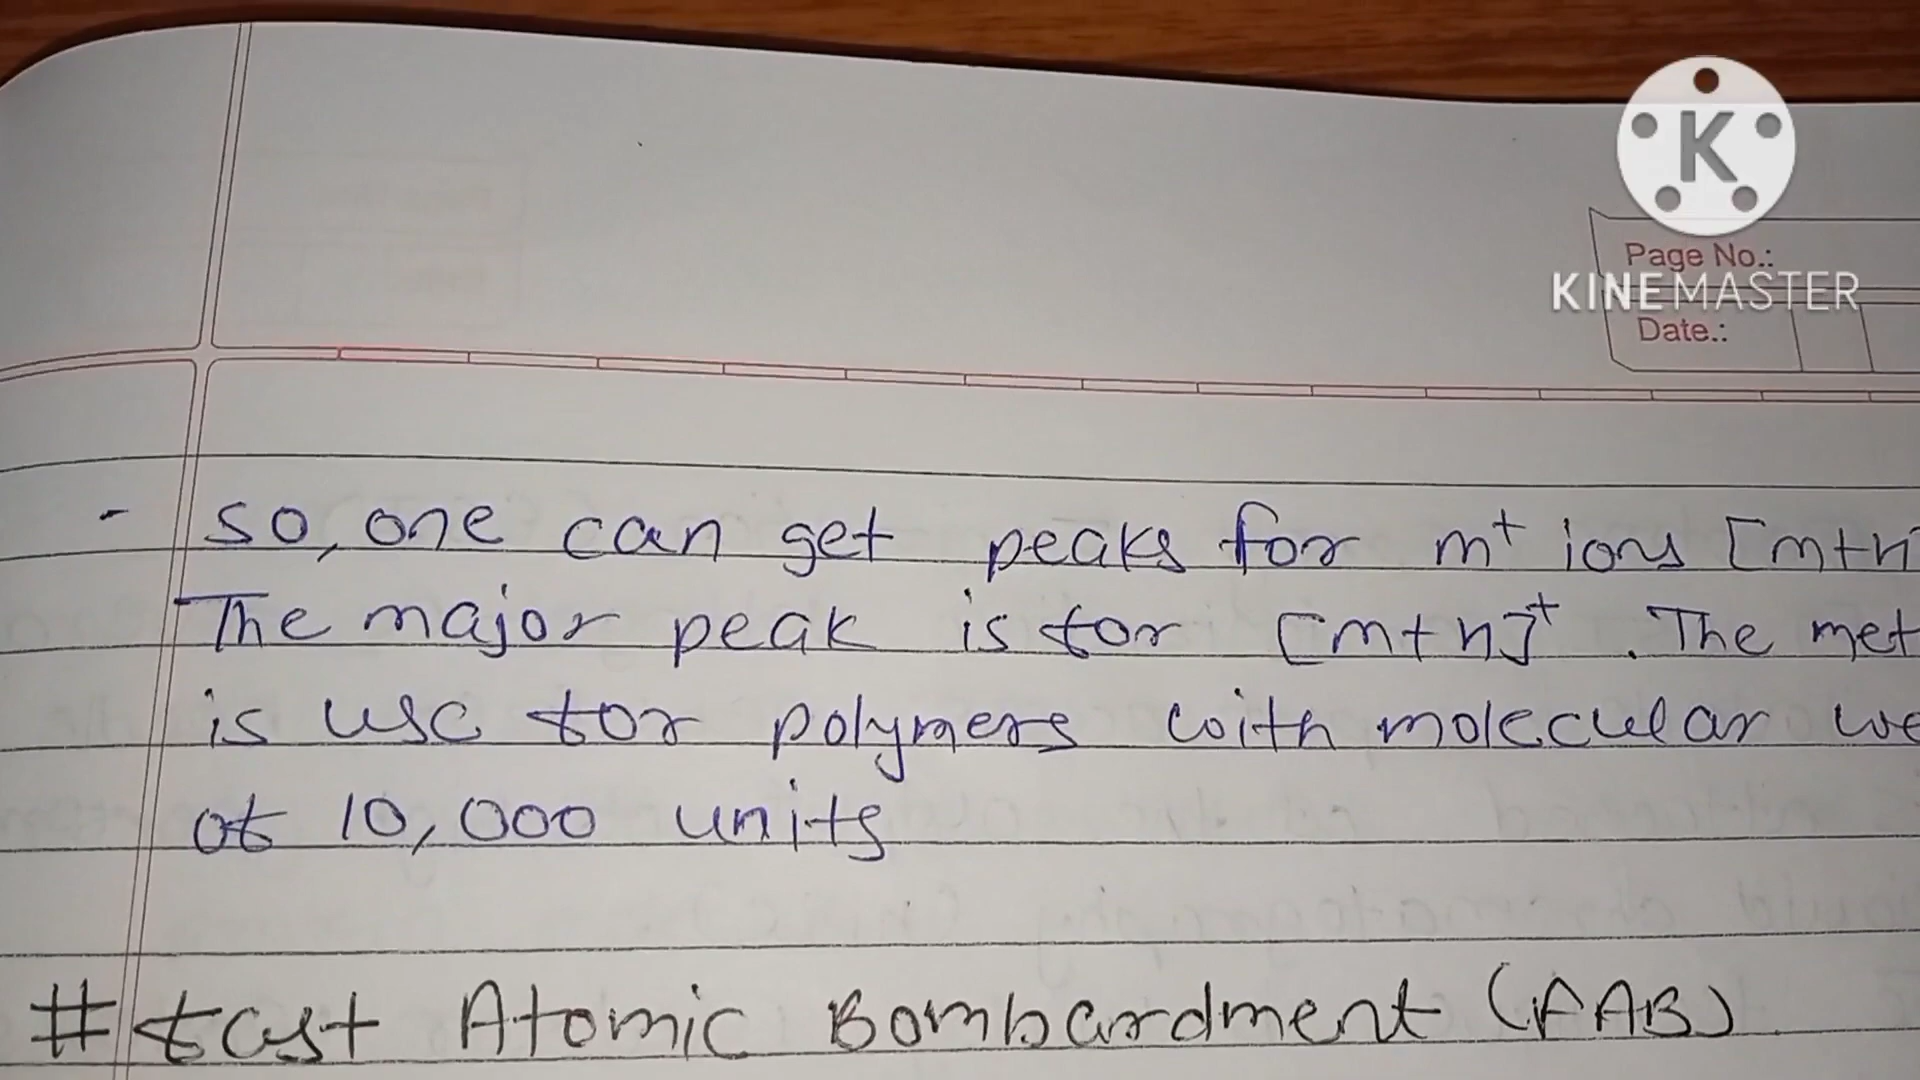 K
Page No.:
KINEMASTER
Date.:
- so, one can get peaks for m+ ions [m+n
The major peak is for [m+n]+. The met
is use for polymers with molecular we
of 10,000 units
# fast Atomic Bombardment (FAB)